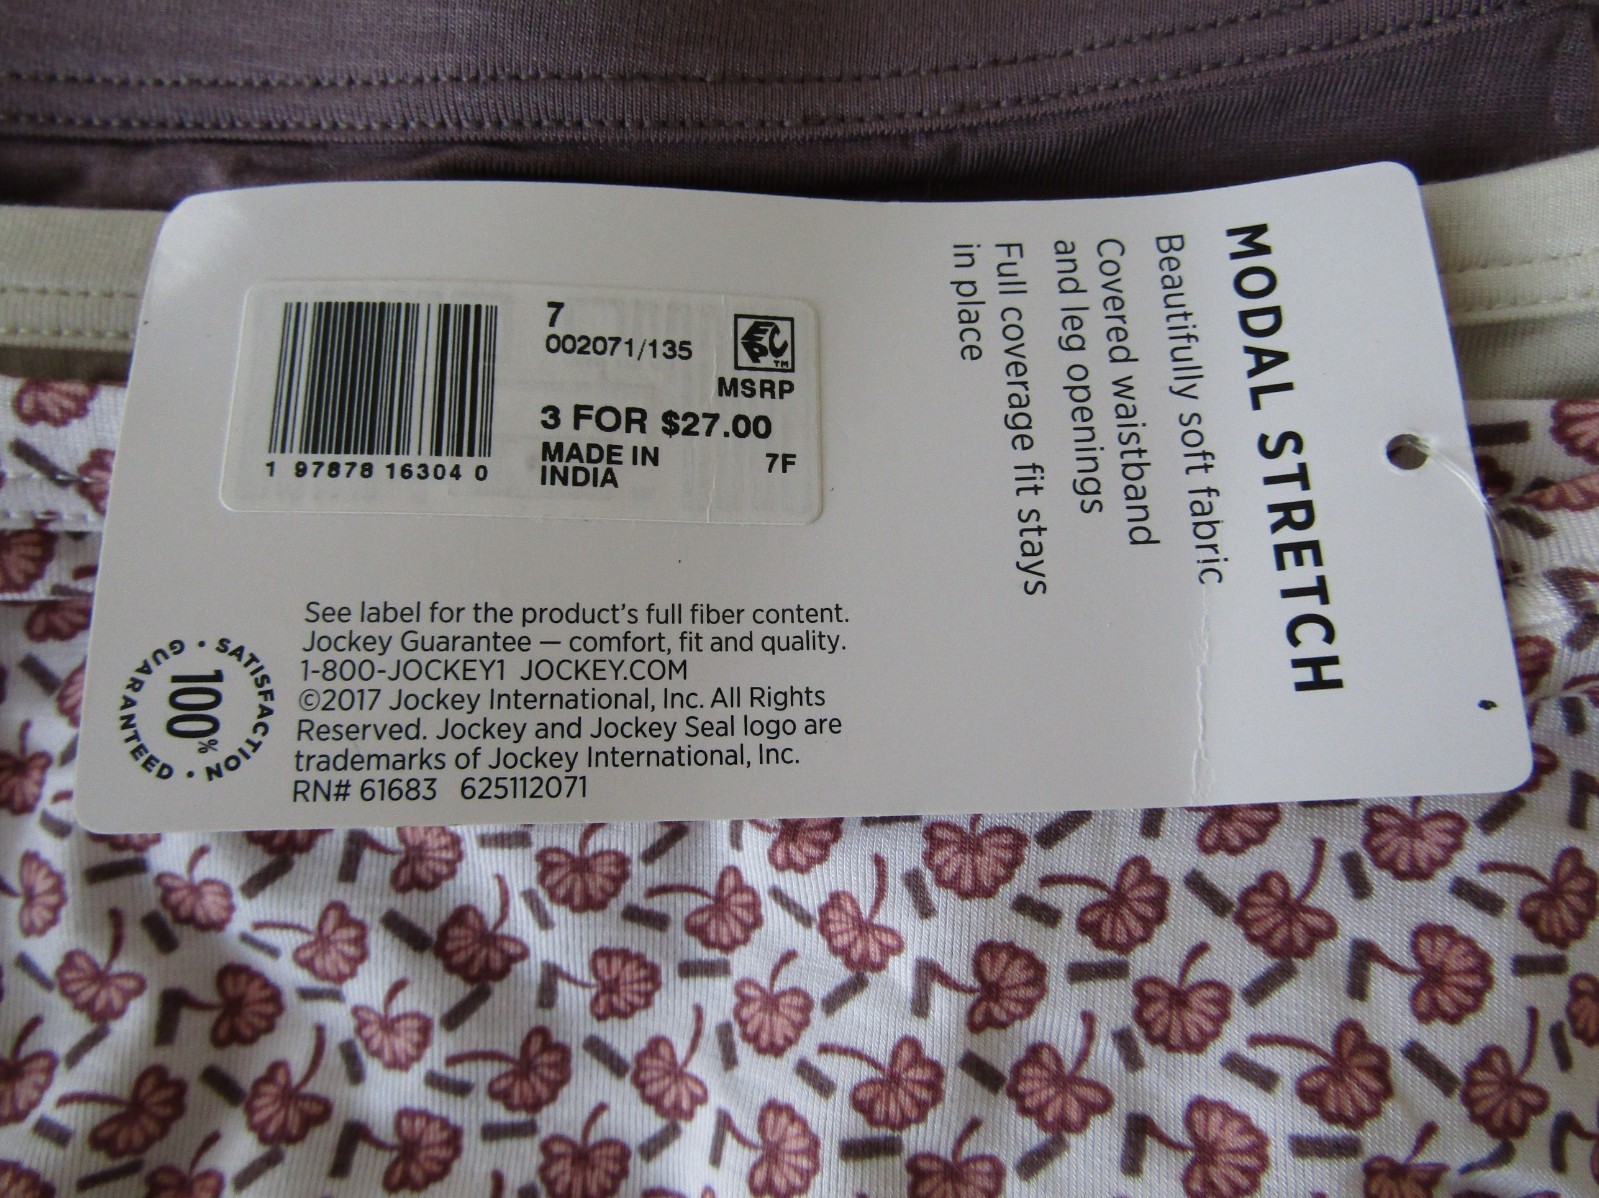 MODAL STRETCH
Beautifully soft fabric
Covered waistband
and leg openings
Full coverage fit stays
in place
7
002071/135
MSRP
3 FOR $27.00
MADE IN
INDIA
7F
1 97878 16304 0
See label for the product's full fiber content.
Jockey Guarantee — comfort, fit and quality.
1-800-JOCKEY1 JOCKEY.COM
©2017 Jockey International, Inc. All Rights
Reserved. Jockey and Jockey Seal logo are
trademarks of Jockey International, Inc.
RN# 61683 625112071
100%
SATISFACTION • GUARANTEED •